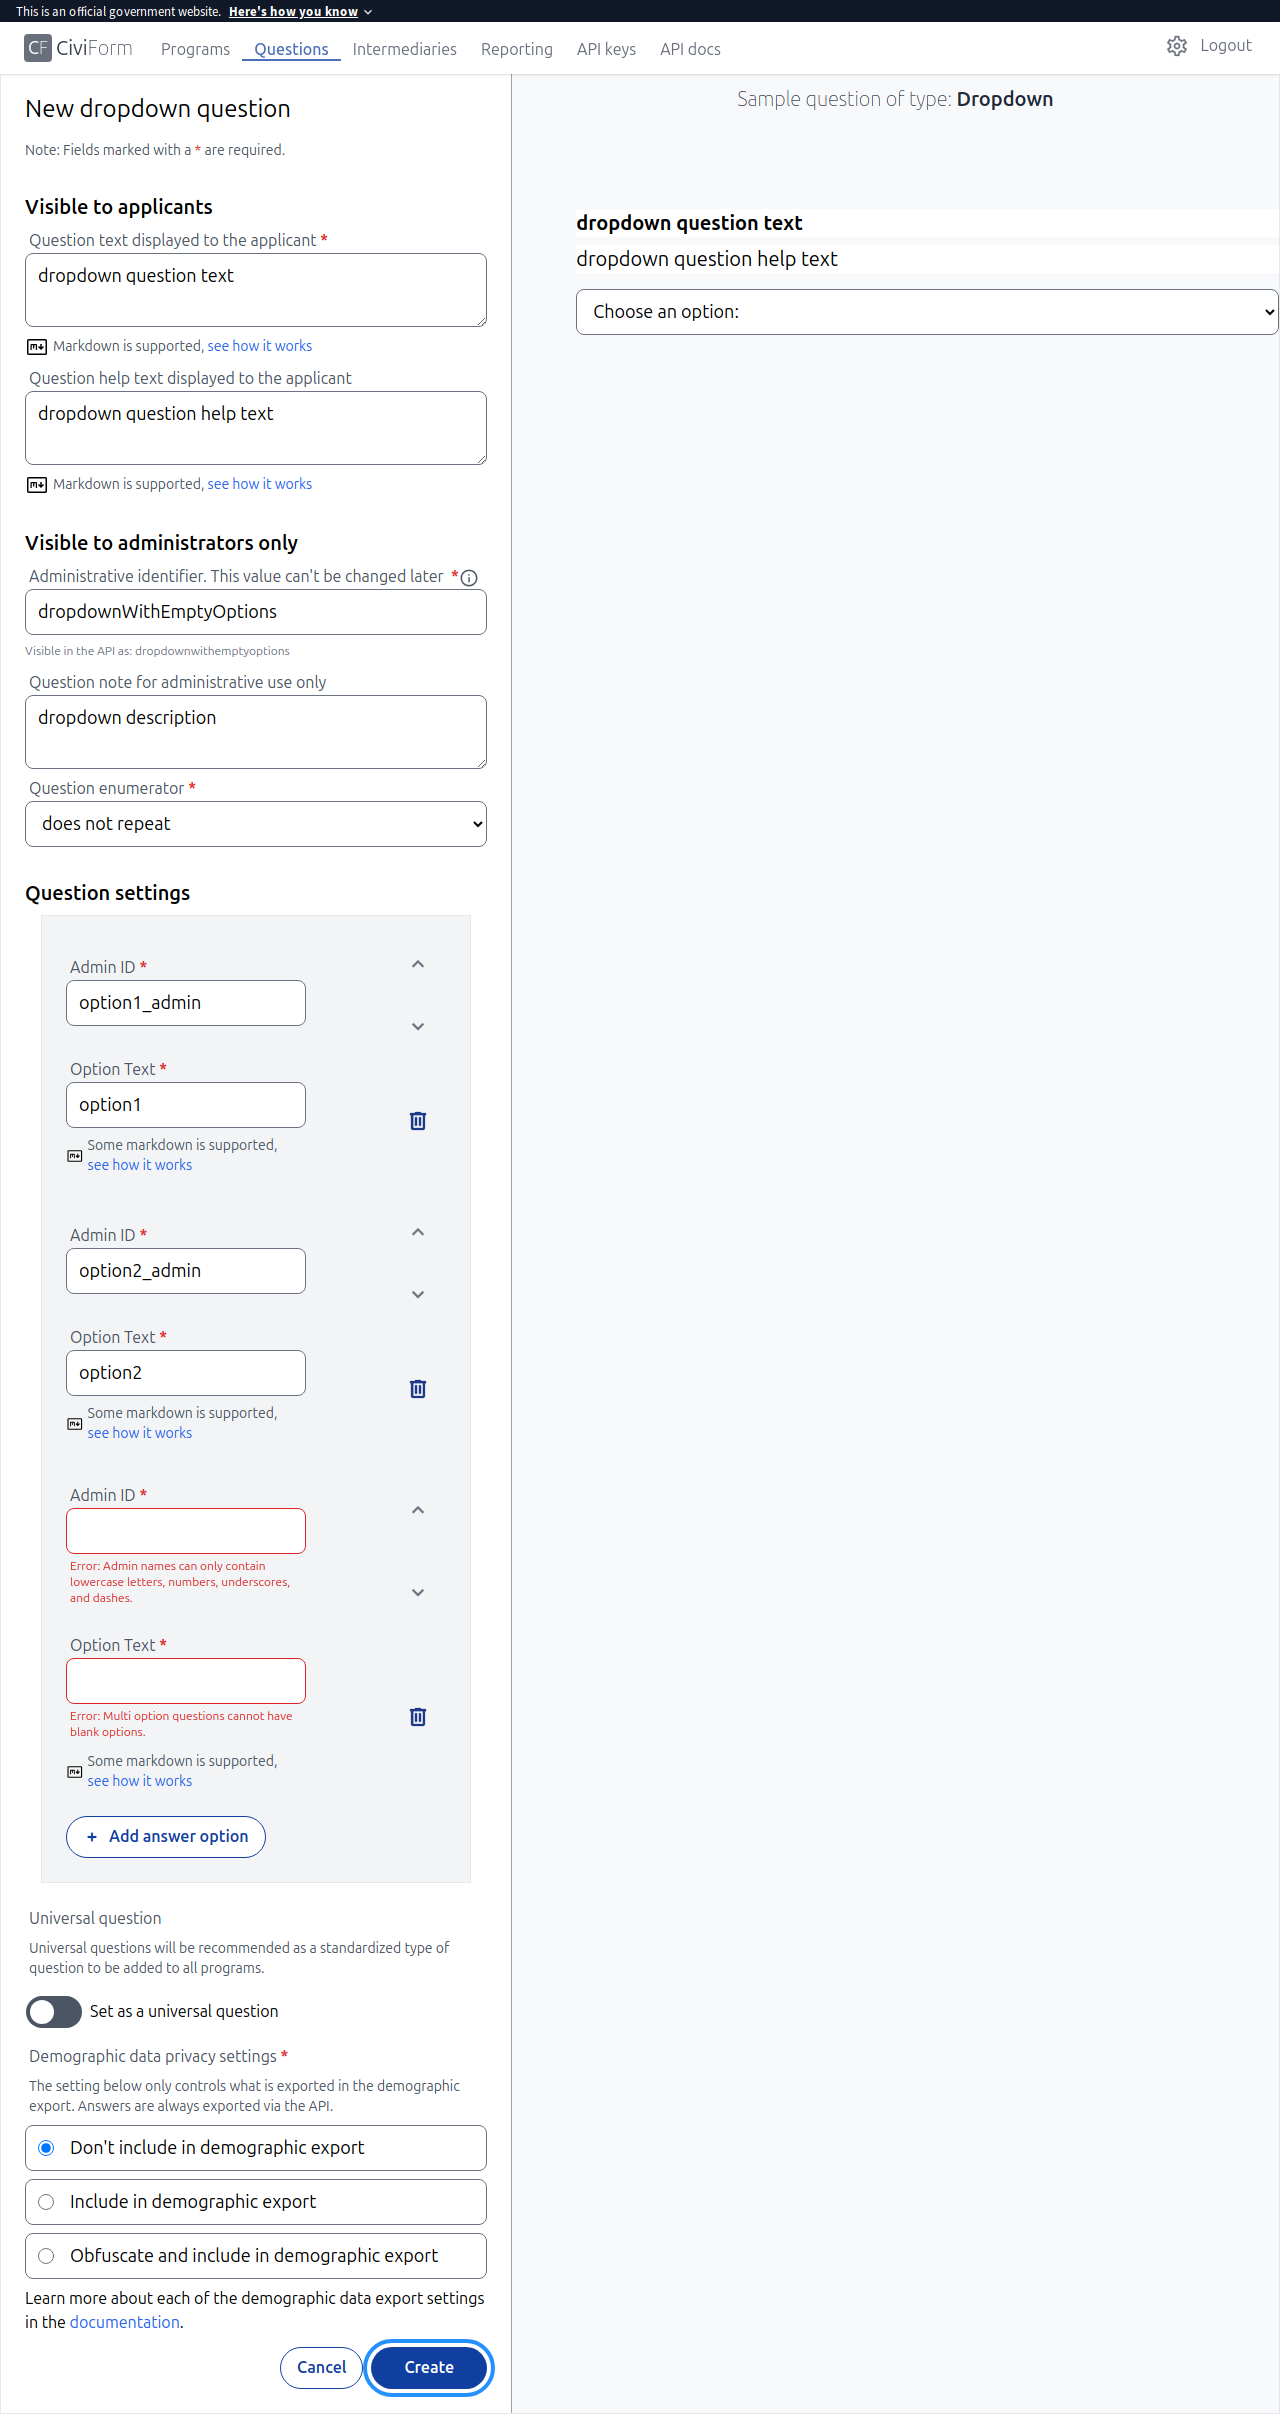 This is an official government website. Here's how you know
CF CiviForm Programs Questions Intermediaries Reporting API keys API docs Logout
New dropdown question
Note: Fields marked with a * are required.
Visible to applicants
Question text displayed to the applicant *
dropdown question text
Markdown is supported, see how it works
Question help text displayed to the applicant
dropdown question help text
Markdown is supported, see how it works
Visible to administrators only
Administrative identifier. This value can't be changed later *
dropdownWithEmptyOptions
Visible in the API as: dropdownwithemptyoptions
Question note for administrative use only
dropdown description
Question enumerator *
does not repeat
Question settings
Admin ID *
option1_admin
Option Text *
option1
Some markdown is supported,
see how it works
Admin ID *
option2_admin
Option Text *
option2
Some markdown is supported,
see how it works
Admin ID *
Error: Admin names can only contain
lowercase letters, numbers, underscores,
and dashes.
Option Text *
Error: Multi option questions cannot have
blank options.
Some markdown is supported,
see how it works
+ Add answer option
Universal question
Universal questions will be recommended as a standardized type of
question to be added to all programs.
Set as a universal question
Demographic data privacy settings *
The setting below only controls what is exported in the demographic
export. Answers are always exported via the API.
Don't include in demographic export
Include in demographic export
Obfuscate and include in demographic export
Learn more about each of the demographic data export settings
in the documentation.
Cancel Create
Sample question of type: Dropdown
dropdown question text
dropdown question help text
Choose an option: